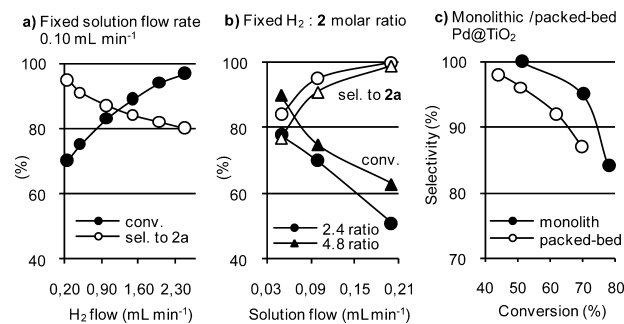 a) Fixed solution flow rate
0.10 mL min⁻¹
100
80
60
40
(%)
conv.
sel. to 2a
0,20 0,90 1,60 2,30
H₂ flow (mL min⁻¹)
b) Fixed H₂ : 2 molar ratio
100
80
60
40
(%)
sel. to 2a
conv.
2.4 ratio
4.8 ratio
0,03 0,09 0,15 0,21
Solution flow (mL min⁻¹)
c) Monolithic /packed-bed
Pd@TiO₂
100
90
80
70
Selectivity (%)
monolith
packed-bed
40 50 60 70 80
Conversion (%)